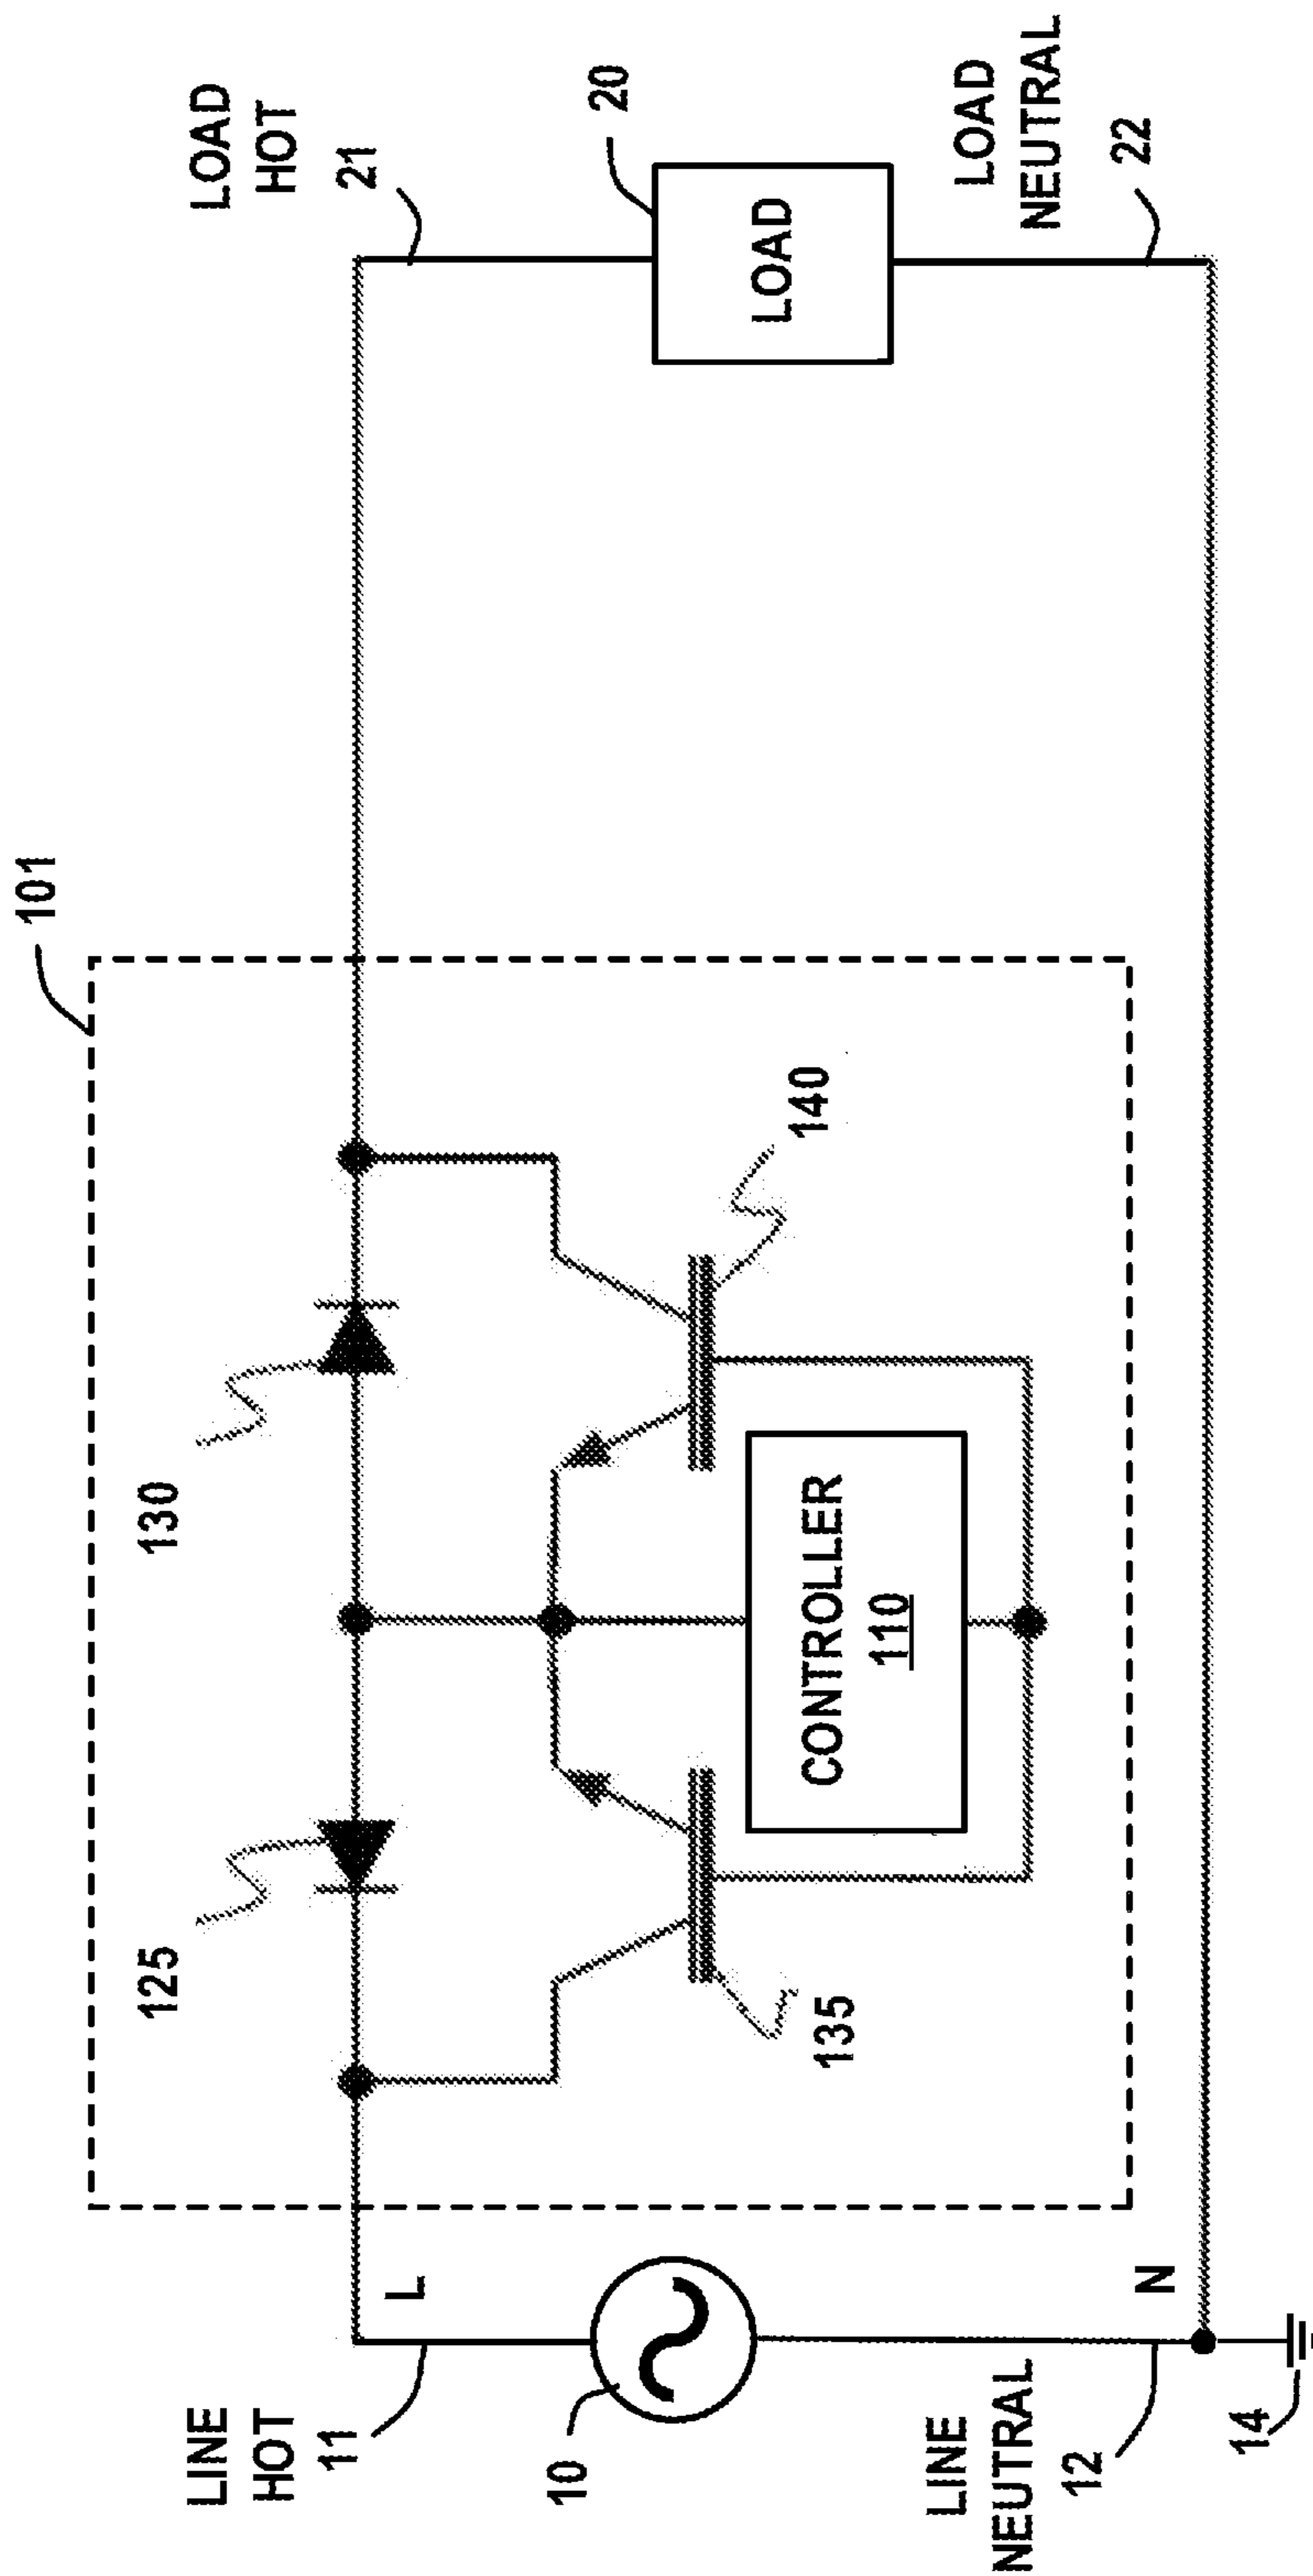 101
LOAD
HOT
21
20
LOAD
LOAD
NEUTRAL
22
130
125
140
135
CONTROLLER
110
LINE
HOT
11
L
10
N
LINE
NEUTRAL
12
14